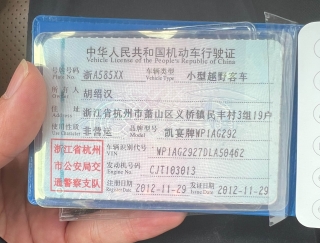 中华人民共和国机动车行驶证
Vehicle License of the People's Republic of China
号牌号码 Plate No. 浙A585XX 车辆类型 Vehicle Type 小型越野客车
所有人 Owner 胡绍汉
住址 Address 浙江省杭州市萧山区义桥镇民丰村3组19户
使用性质 Use Character 非营运 品牌型号 Model 凯宴牌WP1AG292
浙江省杭州市公安局交通警察支队
车辆识别代号 VIN WP1AG2927DLA50462
发动机号码 Engine No. CJT103013
注册日期 Register Date 2012-11-29 发证日期 Issue Date 2012-11-29